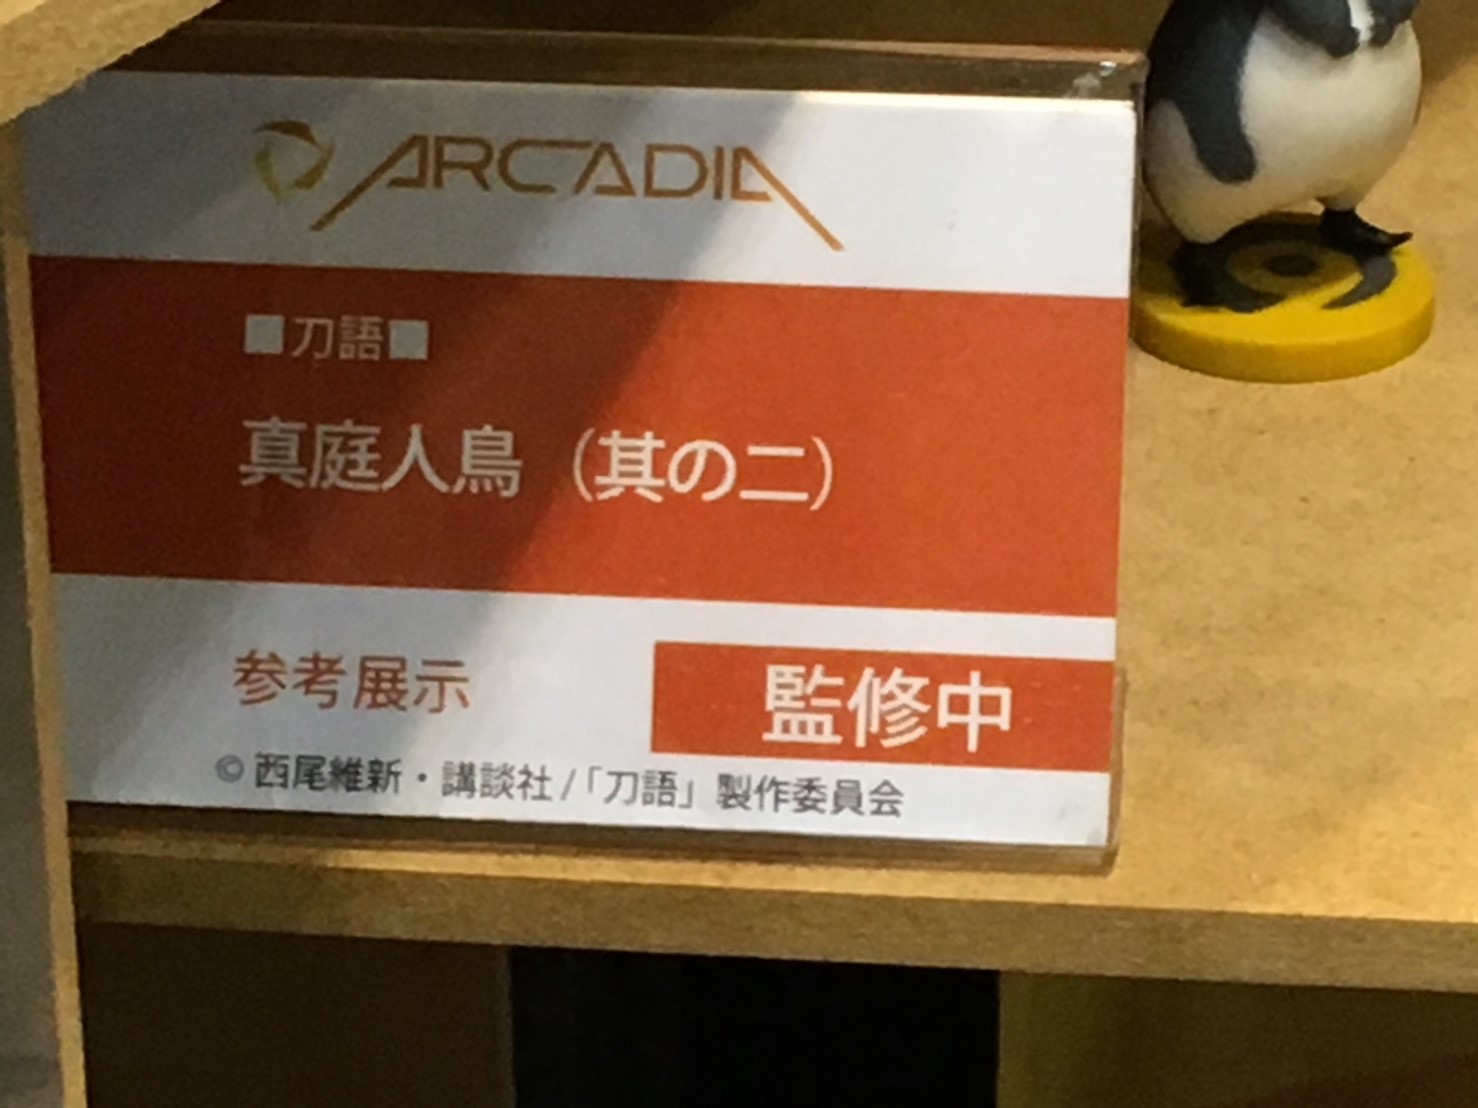 ARCADIA
■刀語■
真庭人鳥（其の二）
参考展示
監修中
© 西尾維新・講談社/「刀語」製作委員会